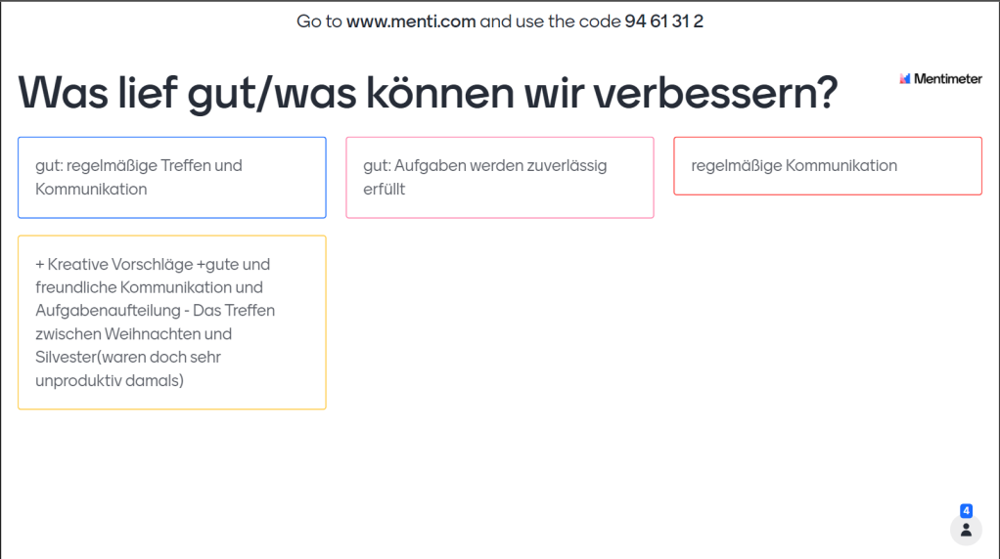 Go to www.menti.com and use the code 94 61 31 2
Was lief gut/was können wir verbessern?
Mentimeter
gut: regelmäßige Treffen und
Kommunikation
gut: Aufgaben werden zuverlässig
erfüllt
regelmäßige Kommunikation
+ Kreative Vorschläge +gute und
freundliche Kommunikation und
Aufgabenaufteilung - Das Treffen
zwischen Weihnachten und
Silvester(waren doch sehr
unproduktiv damals)
4